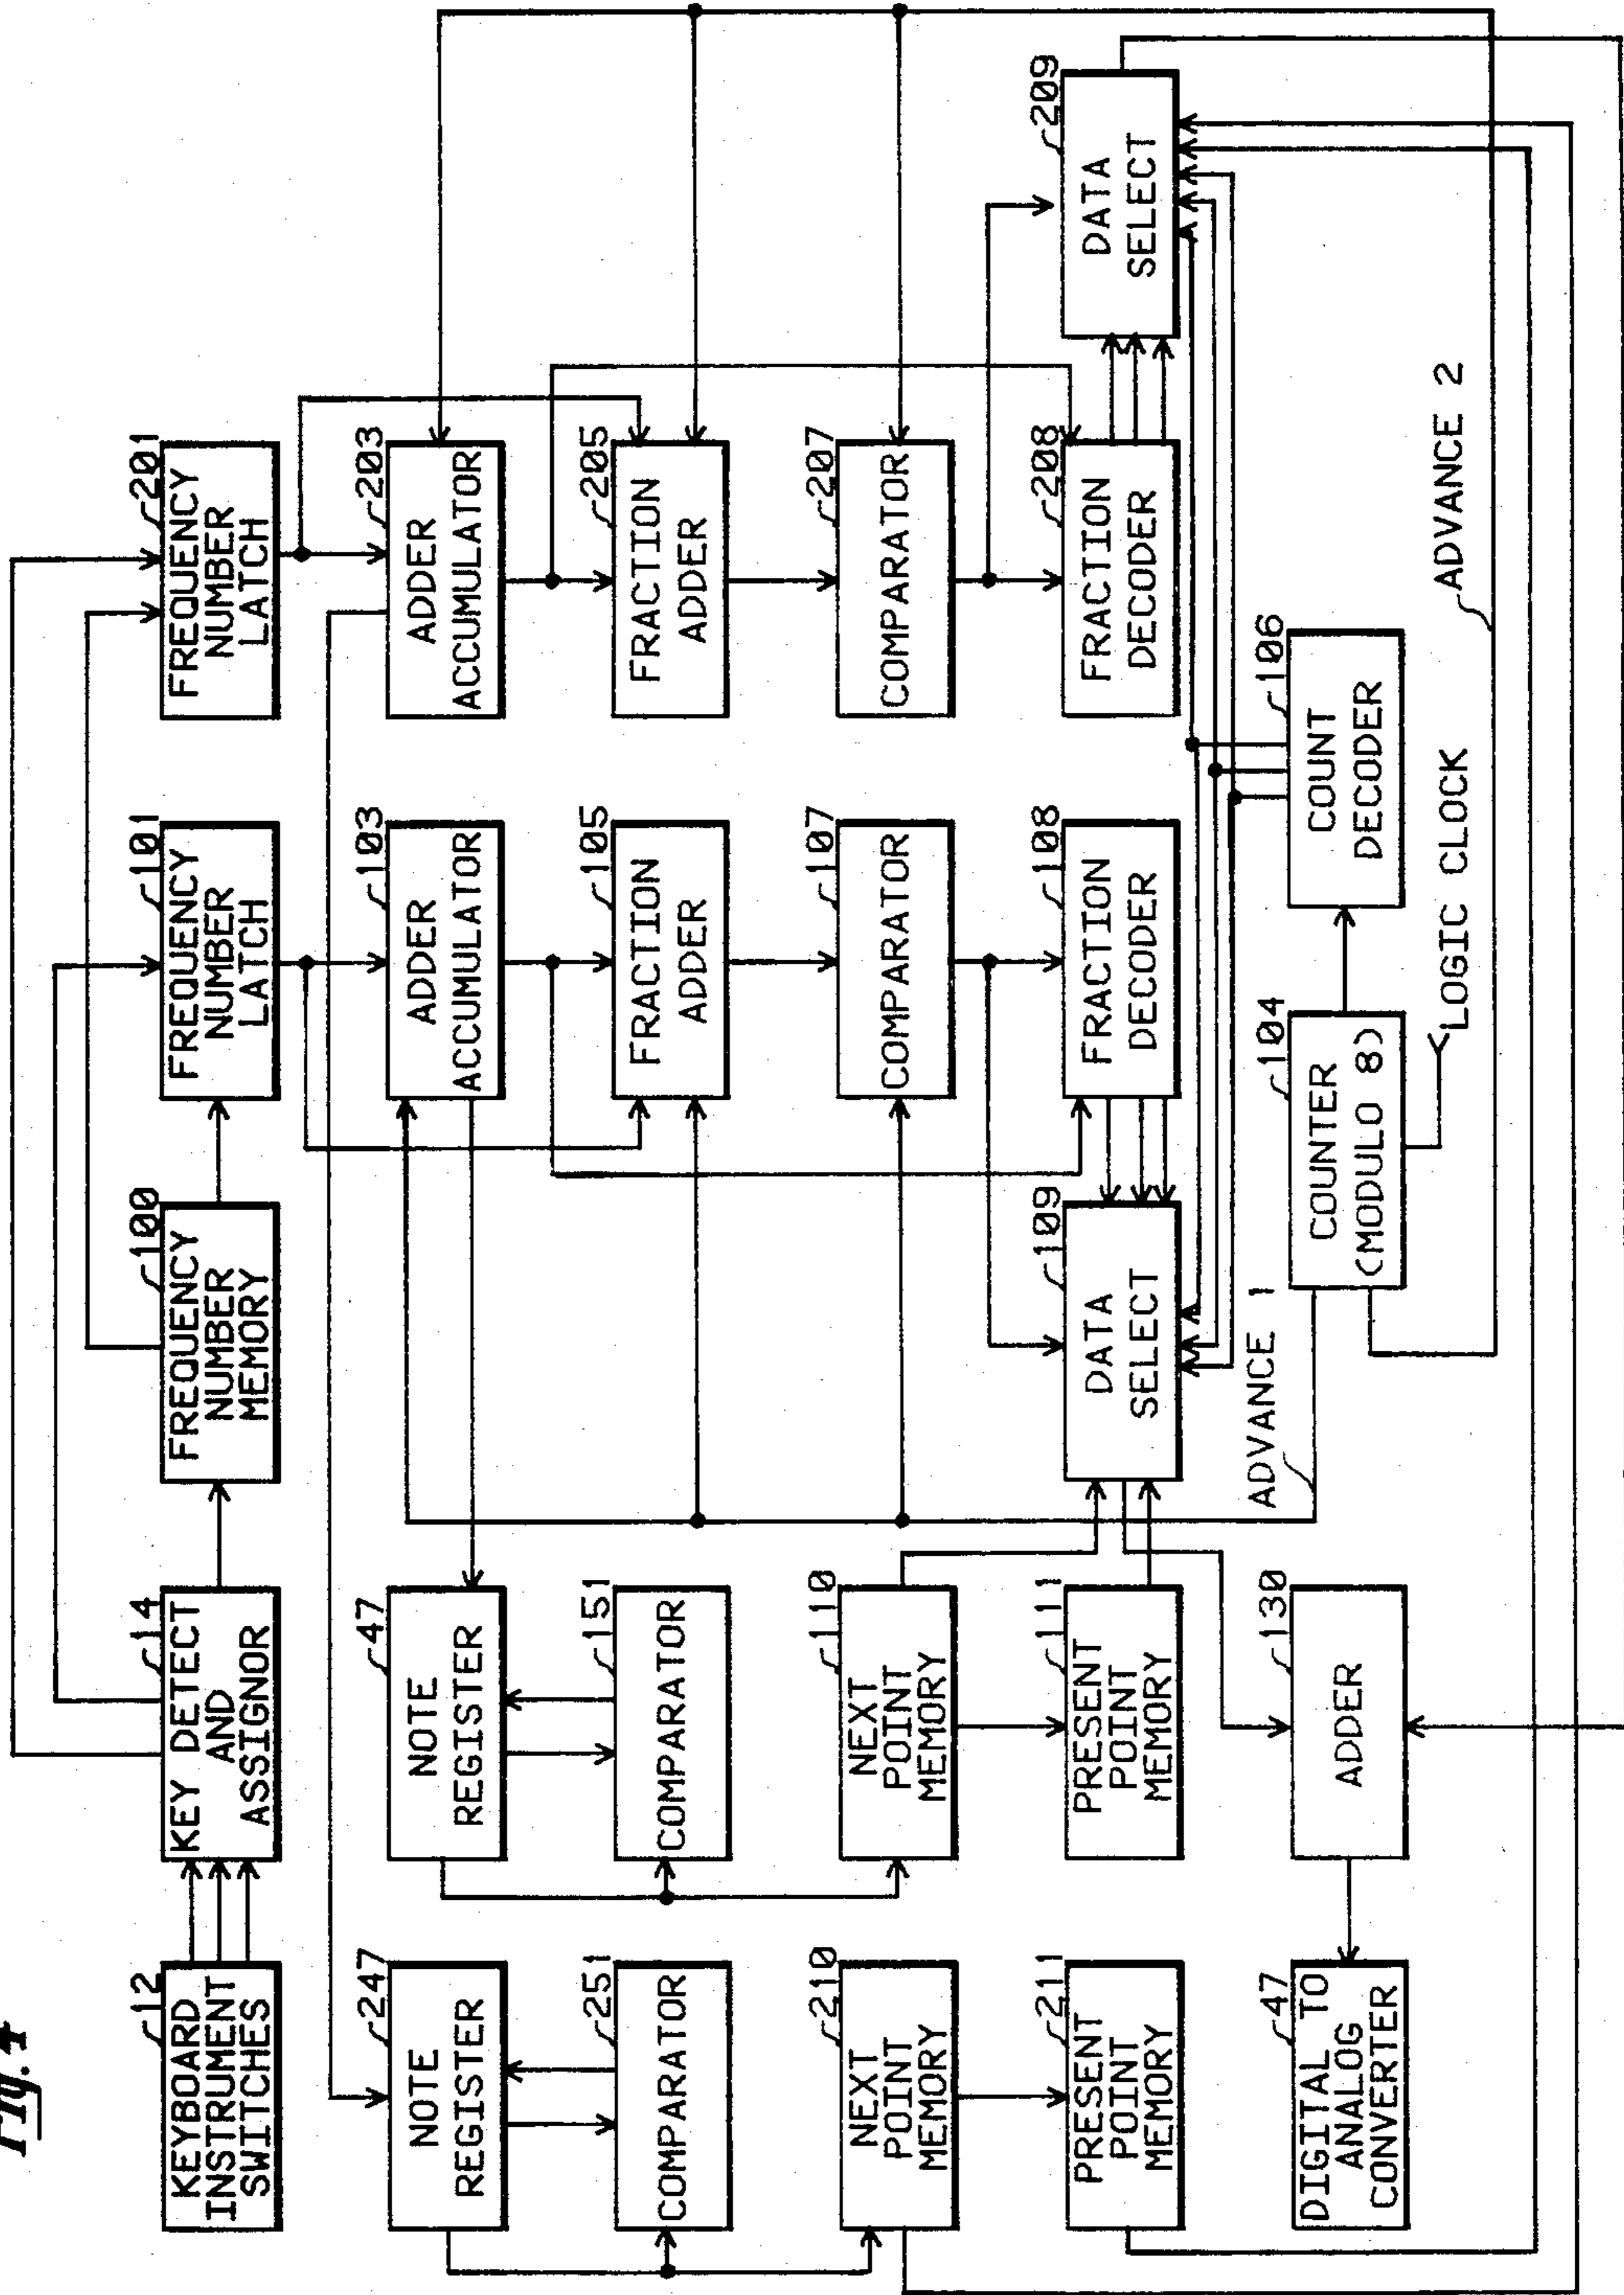 Fig. 4
12
KEYBOARD
INSTRUMENT
SWITCHES
14
KEY DETECT
AND
ASSIGNOR
100
FREQUENCY
NUMBER
MEMORY
101
FREQUENCY
NUMBER
LATCH
201
FREQUENCY
NUMBER
LATCH
247
NOTE
REGISTER
47
NOTE
REGISTER
103
ADDER
ACCUMULATOR
203
ADDER
ACCUMULATOR
251
COMPARATOR
151
COMPARATOR
105
FRACTION
ADDER
205
FRACTION
ADDER
210
NEXT
POINT
MEMORY
110
NEXT
POINT
MEMORY
107
COMPARATOR
207
COMPARATOR
211
PRESENT
POINT
MEMORY
111
PRESENT
POINT
MEMORY
109
DATA
SELECT
108
FRACTION
DECODER
208
FRACTION
DECODER
209
DATA
SELECT
47
DIGITAL TO
ANALOG
CONVERTER
130
ADDER
ADVANCE 1
104
COUNTER
(MODULO 8)
106
COUNT
DECODER
LOGIC CLOCK
ADVANCE 2